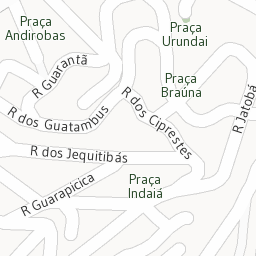 Praça
Andirobas
Praça
Urundai
R Guarantã
Praça
Braúna
R dos Guatambus
R dos Ciprestes
R Jatobá
R dos Jequitibás
R Guarapicica
Praça
Indaiá